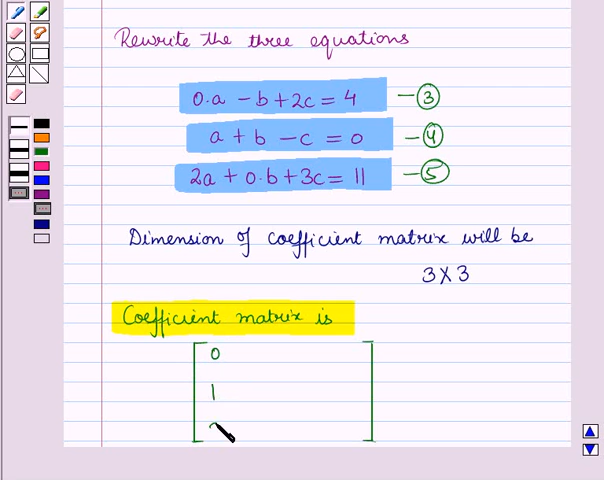 Rewrite the three equations
0.a - b + 2c = 4 - 3
a + b - c = 0 - 4
2a + 0.b + 3c = 11 - 5
Dimension of coefficient matrix will be
3 X 3
Coefficient matrix is
0
1